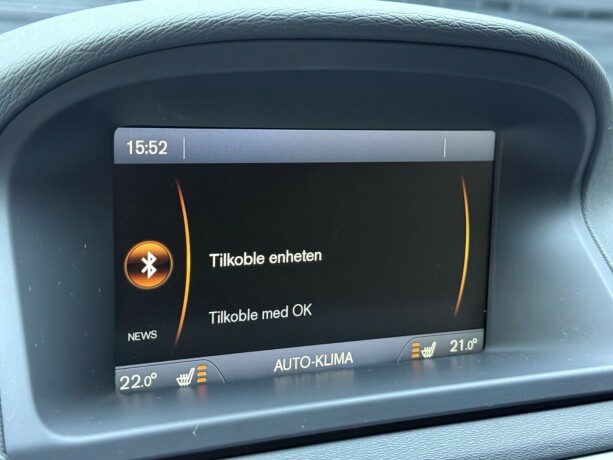 15:52
Tilkoble enheten
Tilkoble med OK
NEWS
AUTO-KLIMA
22.0°
21.0°